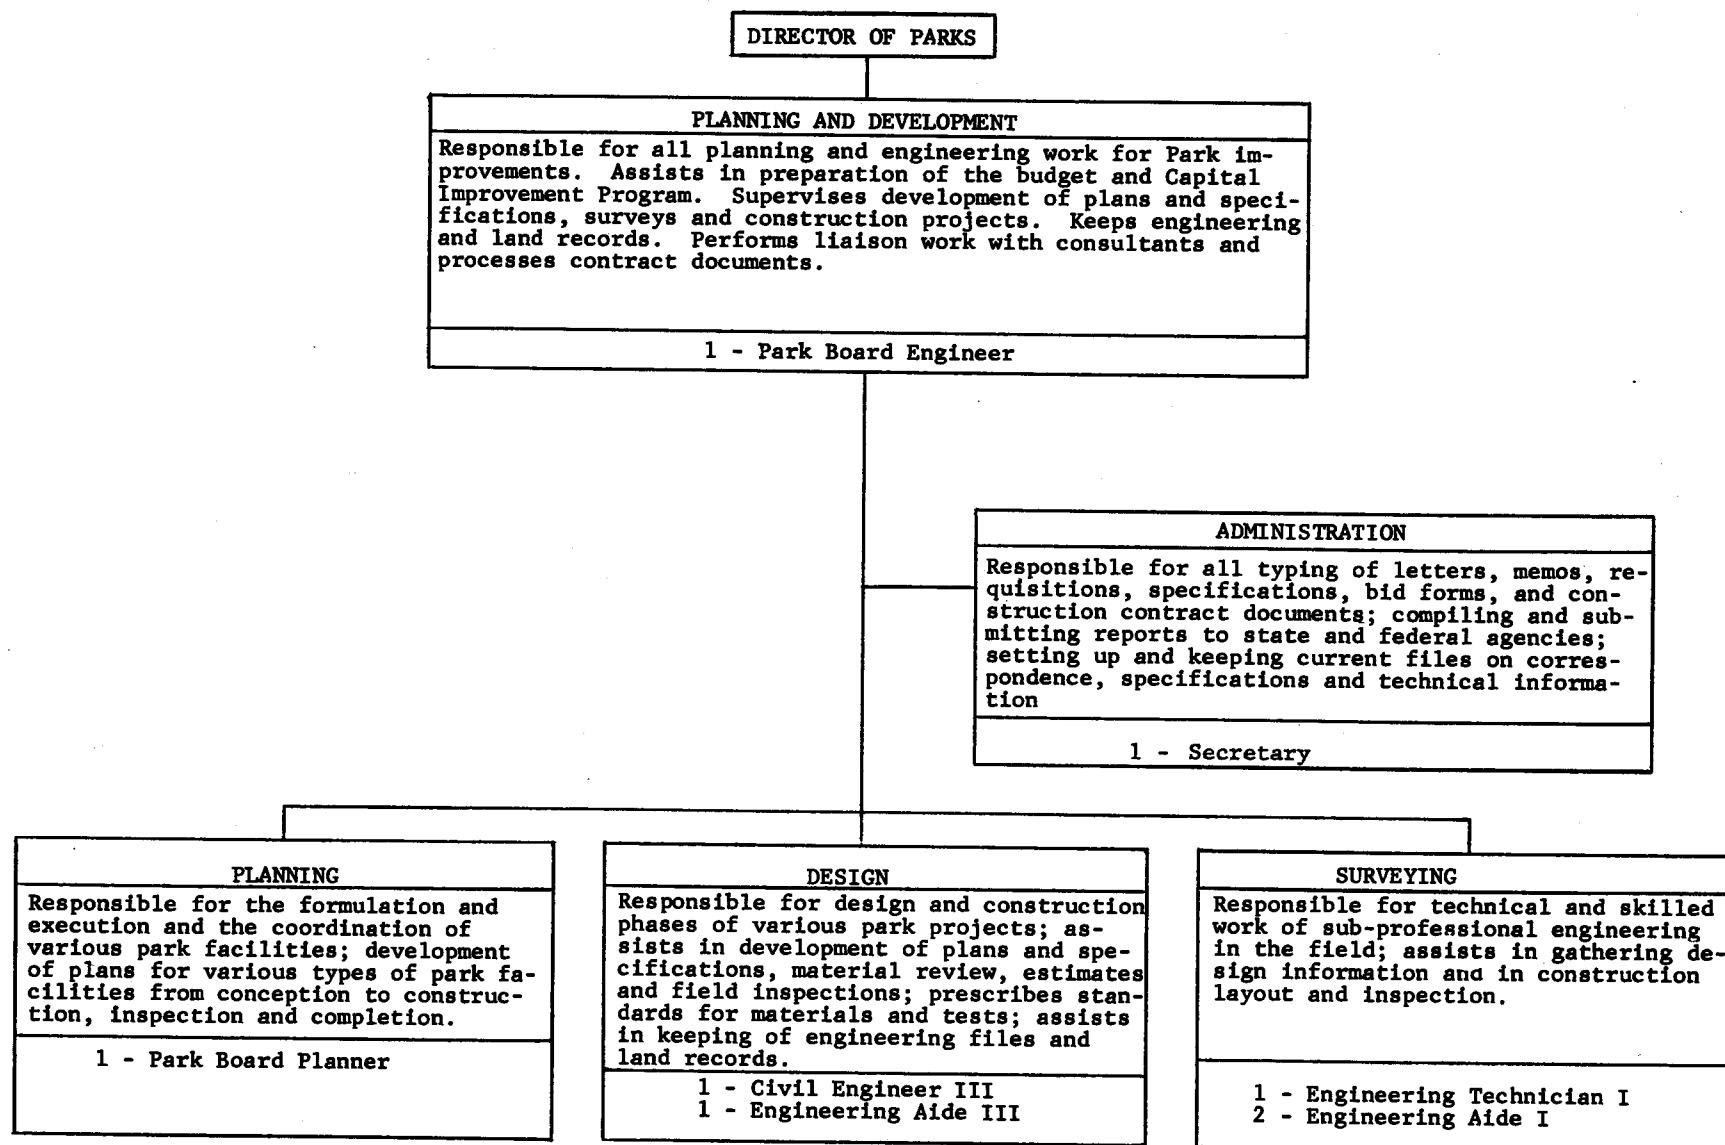 DIRECTOR OF PARKS
PLANNING AND DEVELOPMENT
Responsible for all planning and engineering work for Park im-
provements. Assists in preparation of the budget and Capital
Improvement Program. Supervises development of plans and speci-
fications, surveys and construction projects. Keeps engineering
and land records. Performs liaison work with consultants and
processes contract documents.
1 - Park Board Engineer
ADMINISTRATION
Responsible for all typing of letters, memos, re-
quisitions, specifications, bid forms, and con-
struction contract documents; compiling and sub-
mitting reports to state and federal agencies;
setting up and keeping current files on corres-
pondence, specifications and technical informa-
tion
1 - Secretary
PLANNING
Responsible for the formulation and
execution and the coordination of
various park facilities; development
of plans for various types of park fa-
cilities from conception to construc-
tion, inspection and completion.
1 - Park Board Planner
DESIGN
Responsible for design and construction
phases of various park projects; as-
sists in development of plans and spe-
cifications, material review, estimates
and field inspections; prescribes stan-
dards for materials and tests; assists
in keeping of engineering files and
land records.
1 - Civil Engineer III
1 - Engineering Aide III
SURVEYING
Responsible for technical and skilled
work of sub-professional engineering
in the field; assists in gathering de-
sign information and in construction
layout and inspection.
1 - Engineering Technician I
2 - Engineering Aide I